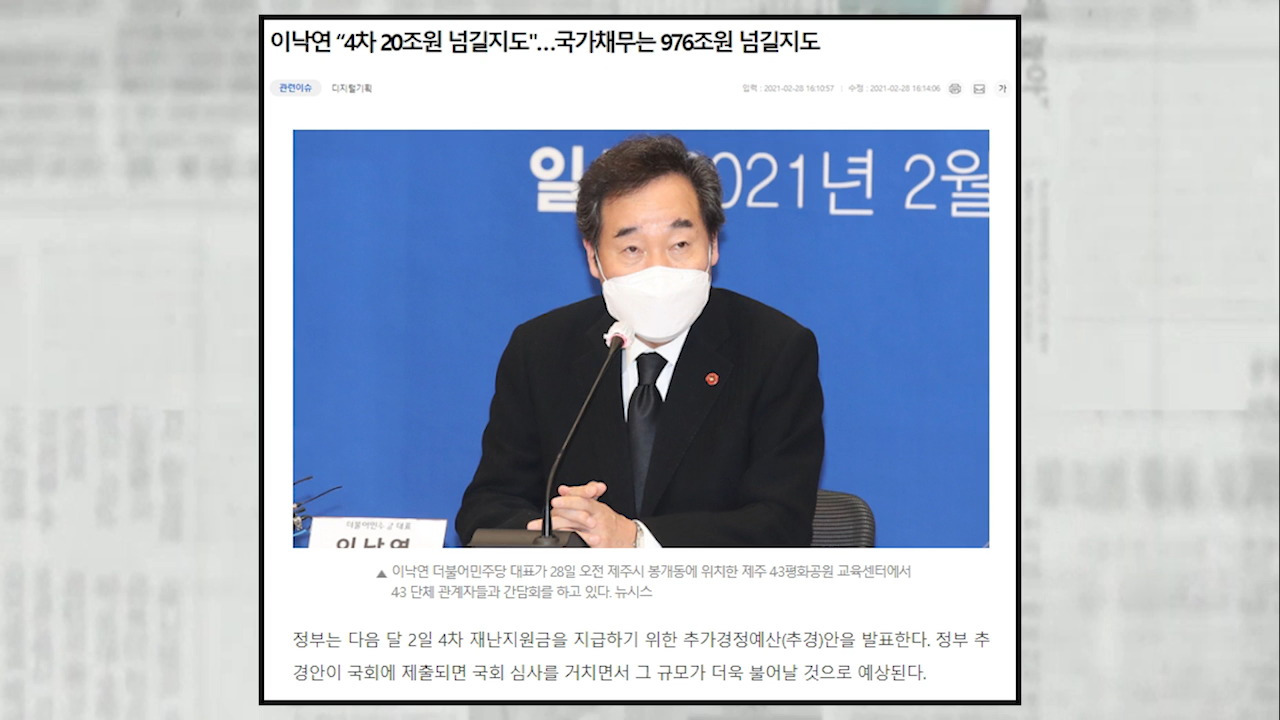 이낙연 “4차 20조원 넘길지도"…국가채무는 976조원 넘길지도
관련이슈 디지털기획
입력 : 2021-02-28 16:10:57 | 수정 : 2021-02-28 16:14:06 가
2021년 2월
더불어민주당 대표
이낙연
▲ 이낙연 더불어민주당 대표가 28일 오전 제주시 봉개동에 위치한 제주 4·3평화공원 교육센터에서
4·3 단체 관계자들과 간담회를 하고 있다. 뉴시스
정부는 다음 달 2일 4차 재난지원금을 지급하기 위한 추가경정예산(추경)안을 발표한다. 정부 추
경안이 국회에 제출되면 국회 심사를 거치면서 그 규모가 더욱 불어날 것으로 예상된다.